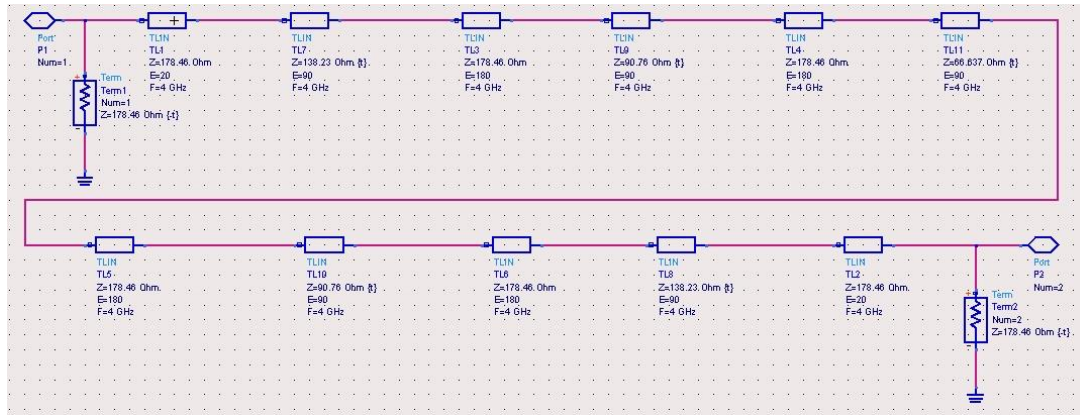 Port
P1
Num=1
Term
Term1
Num=1
Z=178.46 Ohm {-t}
TLIN
TL1
Z=178.46 Ohm
E=20
F=4 GHz
TLIN
TL7
Z=138.23 Ohm {t}
E=90
F=4 GHz
TLIN
TL3
Z=178.46 Ohm
E=180
F=4 GHz
TLIN
TL9
Z=90.76 Ohm {t}
E=90
F=4 GHz
TLIN
TL4
Z=178.46 Ohm
E=180
F=4 GHz
TLIN
TL11
Z=66.637 Ohm {t}
E=90
F=4 GHz
TLIN
TL5
Z=178.46 Ohm
E=180
F=4 GHz
TLIN
TL10
Z=90.76 Ohm {t}
E=90
F=4 GHz
TLIN
TL6
Z=178.46 Ohm
E=180
F=4 GHz
TLIN
TL8
Z=138.23 Ohm {t}
E=90
F=4 GHz
TLIN
TL2
Z=178.46 Ohm
E=20
F=4 GHz
Port
P2
Num=2
Term
Term2
Num=2
Z=178.46 Ohm {-t}